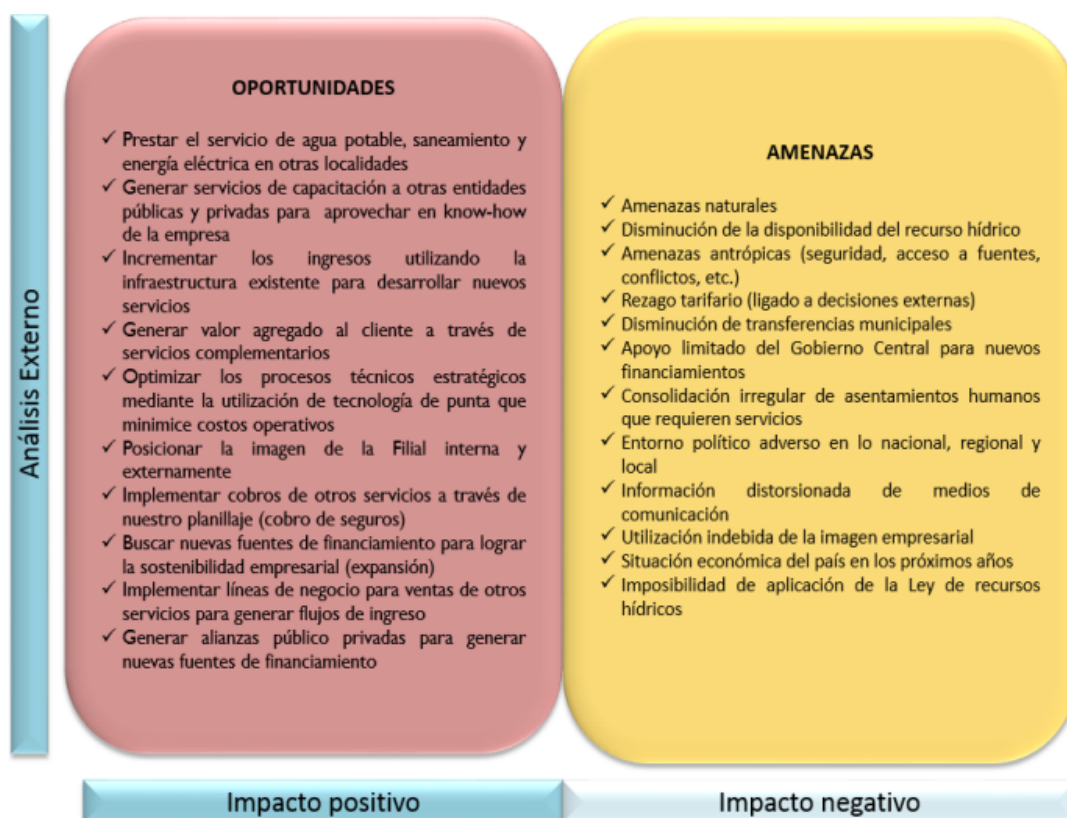 Análisis Externo
OPORTUNIDADES
✓ Prestar el servicio de agua potable, saneamiento y
energía eléctrica en otras localidades
✓ Generar servicios de capacitación a otras entidades
públicas y privadas para aprovechar en know-how
de la empresa
✓ Incrementar los ingresos utilizando la
infraestructura existente para desarrollar nuevos
servicios
✓ Generar valor agregado al cliente a través de
servicios complementarios
✓ Optimizar los procesos técnicos estratégicos
mediante la utilización de tecnología de punta que
minimice costos operativos
✓ Posicionar la imagen de la Filial interna y
externamente
✓ Implementar cobros de otros servicios a través de
nuestro planillaje (cobro de seguros)
✓ Buscar nuevas fuentes de financiamiento para lograr
la sostenibilidad empresarial (expansión)
✓ Implementar líneas de negocio para ventas de otros
servicios para generar flujos de ingreso
✓ Generar alianzas público privadas para generar
nuevas fuentes de financiamiento
AMENAZAS
✓ Amenazas naturales
✓ Disminución de la disponibilidad del recurso hídrico
✓ Amenazas antrópicas (seguridad, acceso a fuentes,
conflictos, etc.)
✓ Rezago tarifario (ligado a decisiones externas)
✓ Disminución de transferencias municipales
✓ Apoyo limitado del Gobierno Central para nuevos
financiamientos
✓ Consolidación irregular de asentamientos humanos
que requieren servicios
✓ Entorno político adverso en lo nacional, regional y
local
✓ Información distorsionada de medios de
comunicación
✓ Utilización indebida de la imagen empresarial
✓ Situación económica del país en los próximos años
✓ Imposibilidad de aplicación de la Ley de recursos
hídricos
Impacto positivo
Impacto negativo